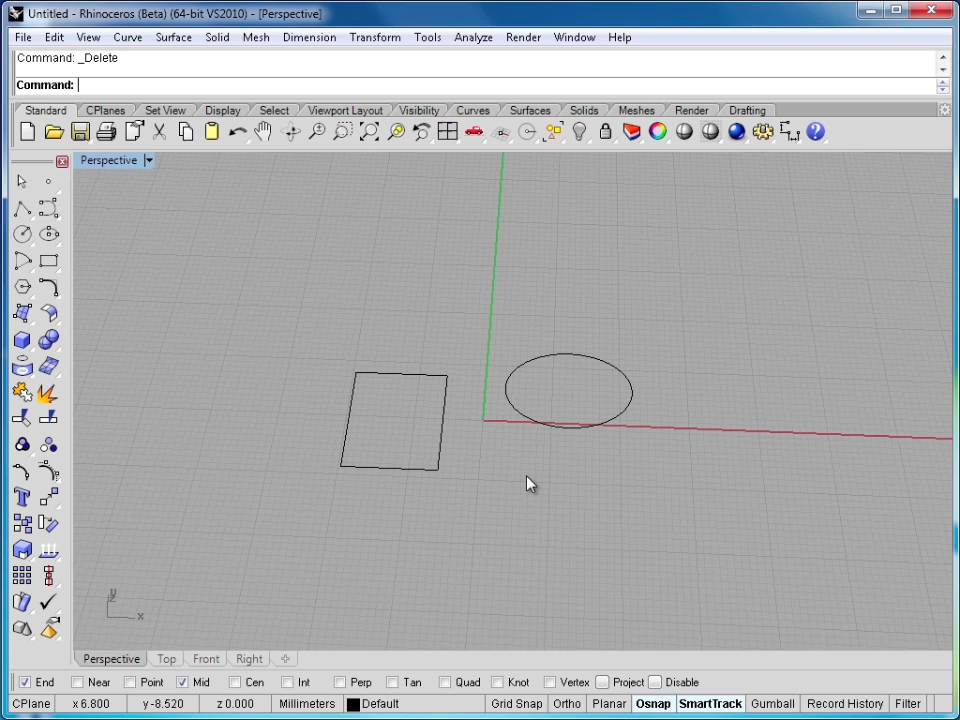 Untitled - Rhinoceros (Beta) (64-bit VS2010) - [Perspective]
File Edit View Curve Surface Solid Mesh Dimension Transform Tools Analyze Render Window Help
Command: _Delete
Command:
Standard CPlanes Set View Display Select Viewport Layout Visibility Curves Surfaces Solids Meshes Render Drafting
Perspective
y
z
x
Perspective Top Front Right
End Near Point Mid Cen Int Perp Tan Quad Knot Vertex Project Disable
CPlane x 6.800 y -8.520 z 0.000 Millimeters Default Grid Snap Ortho Planar Osnap SmartTrack Gumball Record History Filter